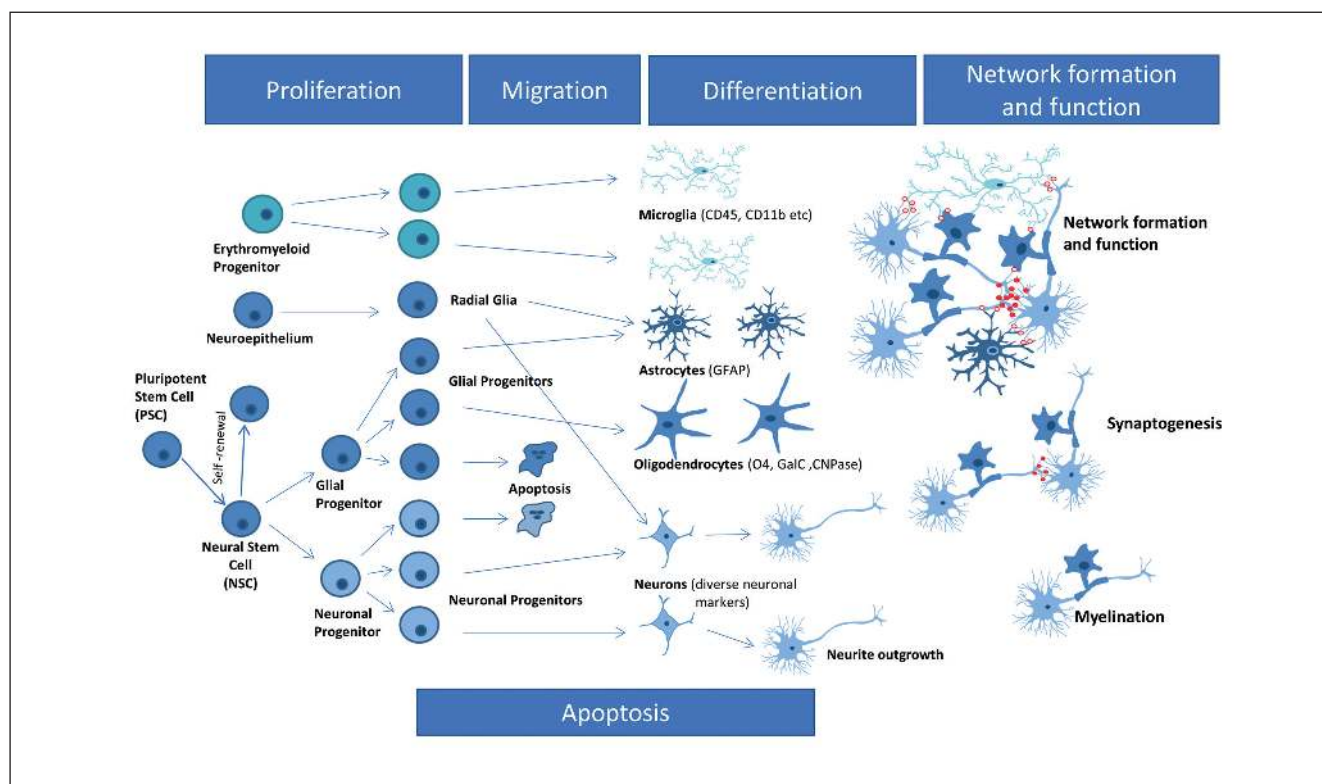 Proliferation
Migration
Differentiation
Network formation
and function
Erythromyeloid
Progenitor
Neuroepithelium
Pluripotent
Stem Cell
(PSC)
Self -renewal
Neural Stem
Cell
(NSC)
Glial
Progenitor
Neuronal
Progenitor
Radial Glia
Glial Progenitors
Apoptosis
Neuronal Progenitors
Microglia (CD45, CD11b etc)
Astrocytes (GFAP)
Oligodendrocytes (O4, GalC ,CNPase)
Neurons (diverse neuronal
markers)
Neurite outgrowth
Network formation
and function
Synaptogenesis
Myelination
Apoptosis